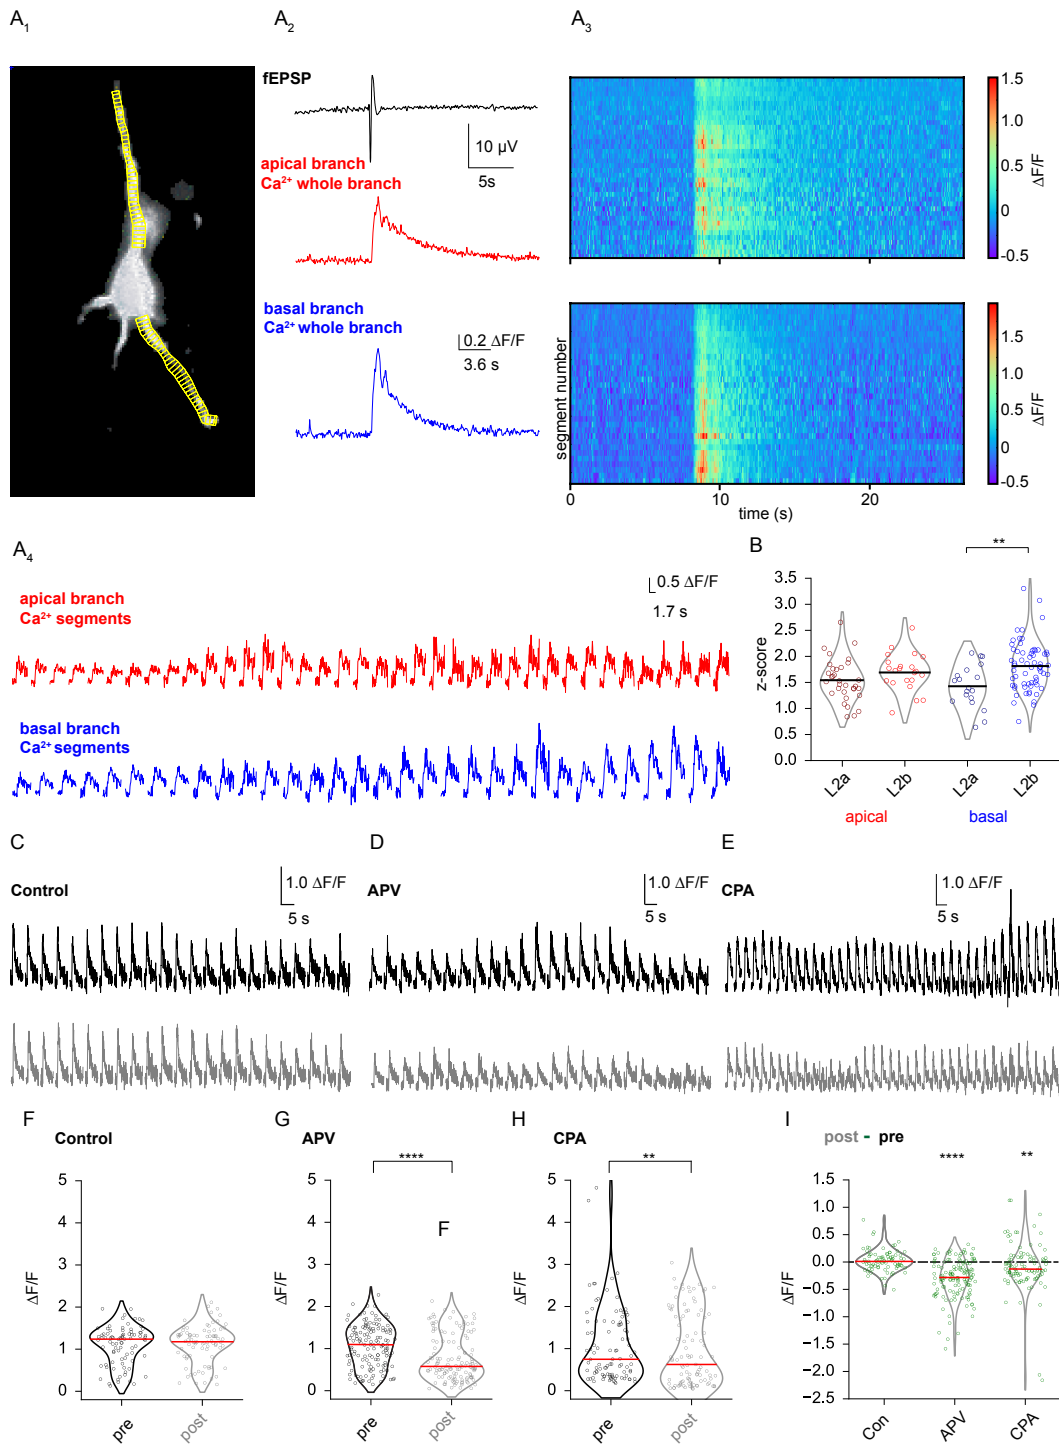 A1
A2
A3
fEPSP
10 µV
5s
apical branch
Ca2+ whole branch
basal branch
Ca2+ whole branch
0.2 ΔF/F
3.6 s
1.5
1.0
0.5
0
-0.5
ΔF/F
1.5
1.0
0.5
0
-0.5
ΔF/F
segment number
0
10
20
time (s)
A4
apical branch
Ca2+ segments
0.5 ΔF/F
1.7 s
basal branch
Ca2+ segments
B
**
3.5
3.0
2.5
2.0
1.5
1.0
0.5
0.0
z-score
L2a
L2b
L2a
L2b
apical
basal
C
Control
1.0 ΔF/F
5 s
D
APV
1.0 ΔF/F
5 s
E
CPA
1.0 ΔF/F
5 s
F
Control
5
4
3
2
1
0
ΔF/F
pre
post
G
APV
****
F
5
4
3
2
1
0
ΔF/F
pre
post
H
CPA
**
5
4
3
2
1
0
ΔF/F
pre
post
I
post - pre
****
**
1.5
1.0
0.5
0.0
−0.5
−1.0
−1.5
−2.0
−2.5
ΔF/F
Con
APV
CPA